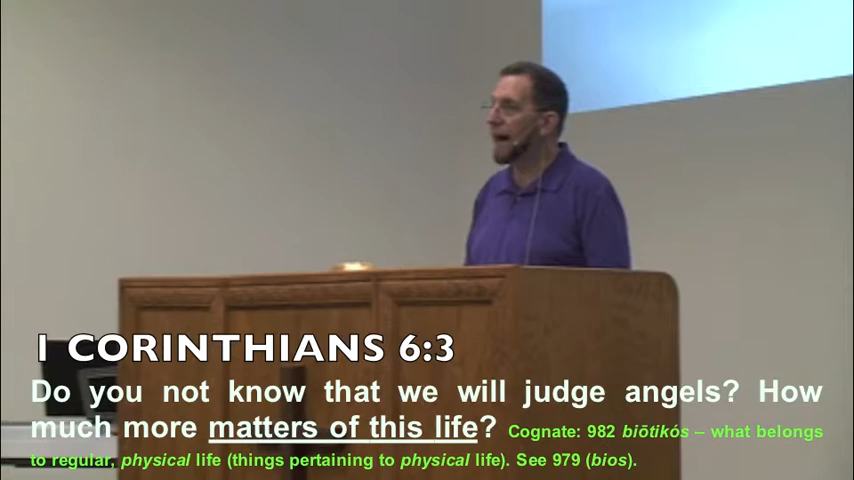 1 CORINTHIANS 6:3
Do you not know that we will judge angels? How
much more matters of this life? Cognate: 982 biōtikós – what belongs
to regular, physical life (things pertaining to physical life). See 979 (bios).